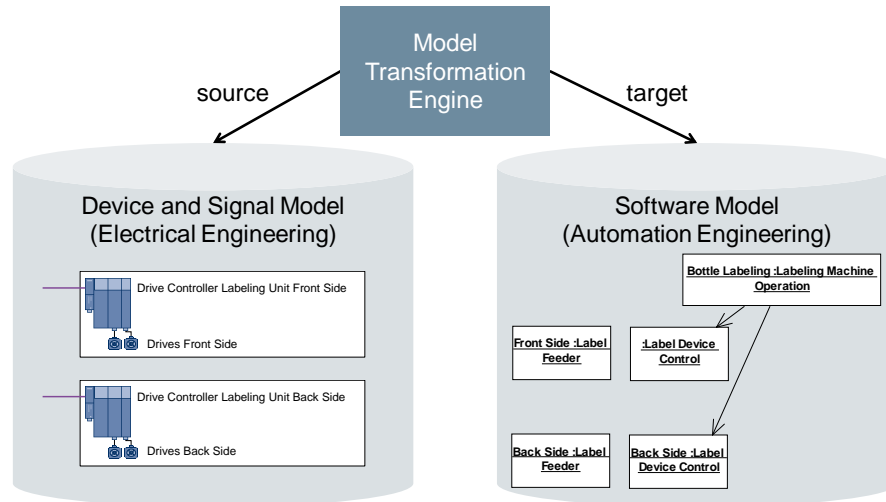 Model
Transformation
Engine
source
target
Device and Signal Model
(Electrical Engineering)
Drive Controller Labeling Unit Front Side
Drives Front Side
Drive Controller Labeling Unit Back Side
Drives Back Side
Software Model
(Automation Engineering)
Bottle Labeling :Labeling Machine
Operation
Front Side :Label
Feeder
:Label Device
Control
Back Side :Label
Feeder
Back Side :Label
Device Control